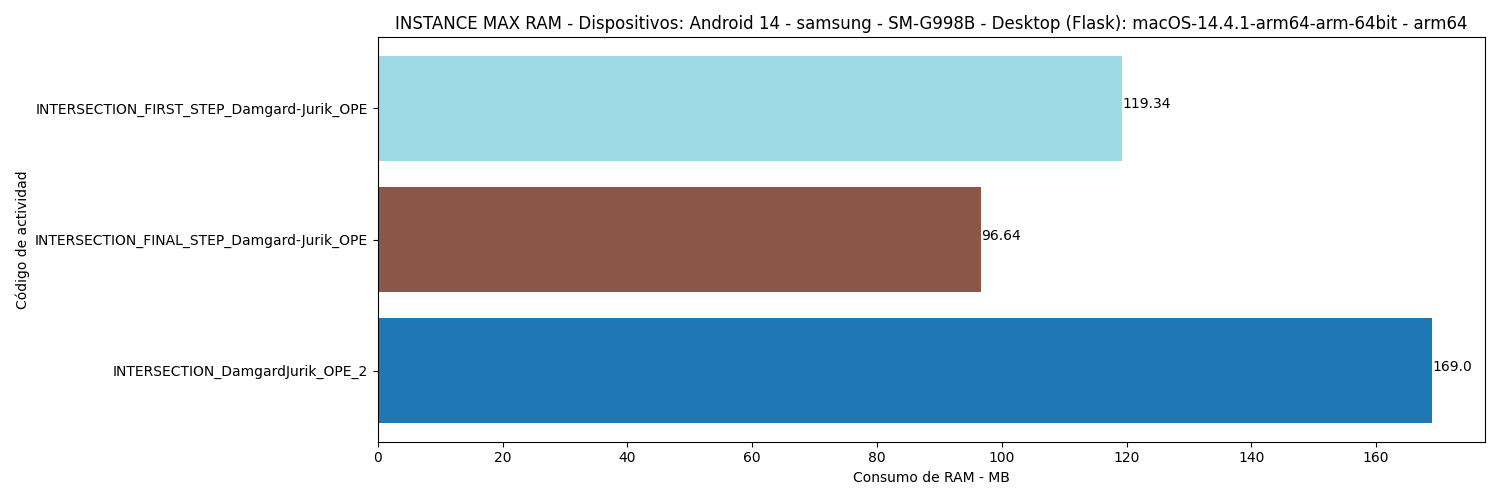 INSTANCE MAX RAM - Dispositivos: Android 14 - samsung - SM-G998B - Desktop (Flask): macOS-14.4.1-arm64-arm-64bit - arm64
Código de actividad
INTERSECTION_FIRST_STEP_Damgard-Jurik_OPE
119.34
INTERSECTION_FINAL_STEP_Damgard-Jurik_OPE
96.64
INTERSECTION_DamgardJurik_OPE_2
169.0
0 20 40 60 80 100 120 140 160
Consumo de RAM - MB